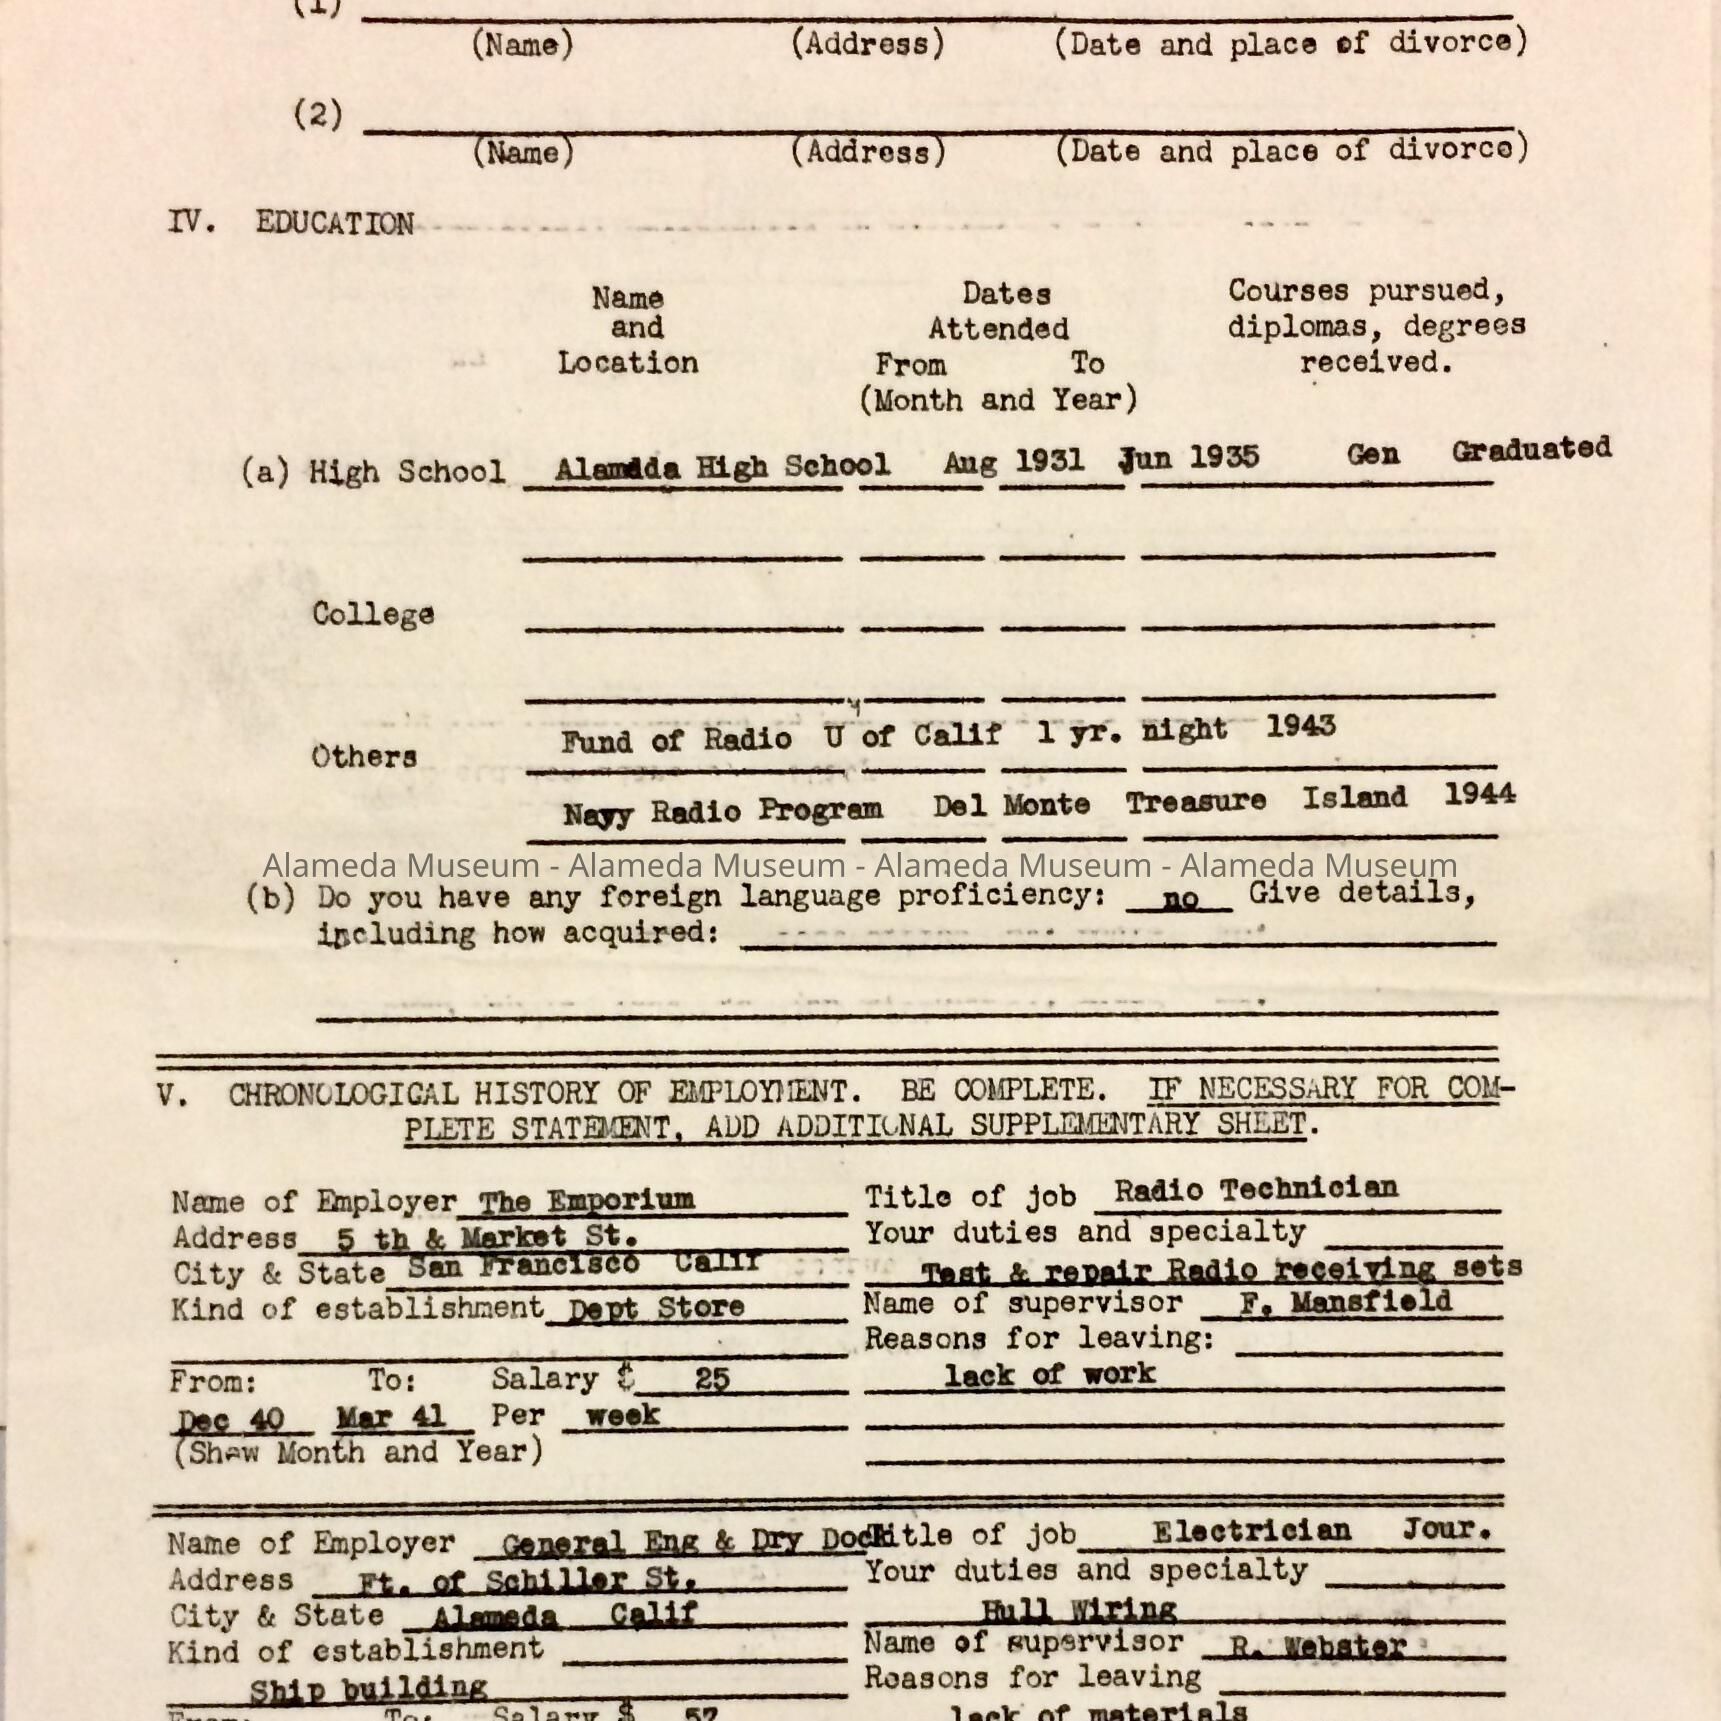 (1)
(Name) (Address) (Date and place of divorce)
(2)
(Name) (Address) (Date and place of divorce)
IV. EDUCATION
Name Dates Courses pursued,
and Attended diplomas, degrees
Location From To received.
(Month and Year)
(a) High School Alamdda High School Aug 1931 Jun 1935 Gen Graduated
College
Others Fund of Radio U of Calif 1 yr. night 1943
Navy Radio Program Del Monte Treasure Island 1944
Alameda Museum - Alameda Museum - Alameda Museum - Alameda Museum
(b) Do you have any foreign language proficiency: no Give details,
including how acquired:
V. CHRONOLOGICAL HISTORY OF EMPLOYMENT. BE COMPLETE. IF NECESSARY FOR COM-
PLETE STATEMENT, ADD ADDITIONAL SUPPLEMENTARY SHEET.
Name of Employer The Emporium Title of job Radio Technician
Address 5 th & Market St. Your duties and specialty
City & State San Francisco Calif Test & repair Radio receiving sets
Kind of establishment Dept Store Name of supervisor F. Mansfield
Reasons for leaving:
From: To: Salary $ 25 lack of work
Dec 40 Mar 41 Per week
(Show Month and Year)
Name of Employer General Eng & Dry Dock Title of job Electrician Jour.
Address Ft. of Schiller St. Your duties and specialty
City & State Alameda Calif Hull Wiring
Kind of establishment Name of supervisor R. Webster
Ship building Reasons for leaving
From: To: Salary $ 57 lack of materials